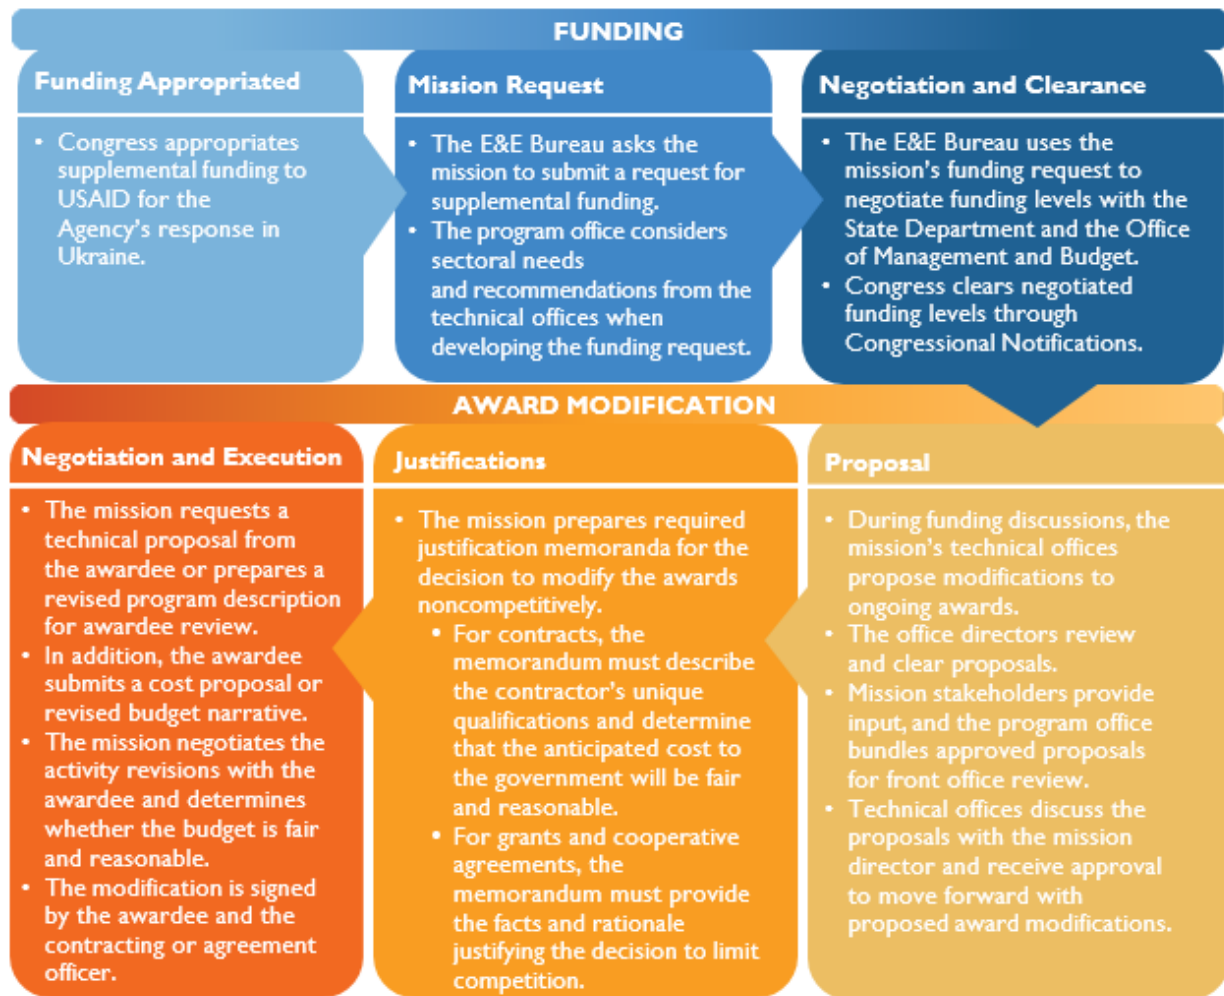 FUNDING
Funding Appropriated
• Congress appropriates
supplemental funding to
USAID for the
Agency's response in
Ukraine.
Mission Request
• The E&E Bureau asks the
mission to submit a request for
supplemental funding.
• The program office considers
sectoral needs
and recommendations from the
technical offices when
developing the funding request.
Negotiation and Clearance
• The E&E Bureau uses the
mission's funding request to
negotiate funding levels with the
State Department and the Office
of Management and Budget.
• Congress clears negotiated
funding levels through
Congressional Notifications.
AWARD MODIFICATION
Proposal
• During funding discussions, the
mission's technical offices
propose modifications to
ongoing awards.
• The office directors review
and clear proposals.
• Mission stakeholders provide
input, and the program office
bundles approved proposals
for front office review.
• Technical offices discuss the
proposals with the mission
director and receive approval
to move forward with
proposed award modifications.
Justifications
• The mission prepares required
justification memoranda for the
decision to modify the awards
noncompetitively.
• For contracts, the
memorandum must describe
the contractor's unique
qualifications and determine
that the anticipated cost to
the government will be fair
and reasonable.
• For grants and cooperative
agreements, the
memorandum must provide
the facts and rationale
justifying the decision to limit
competition.
Negotiation and Execution
• The mission requests a
technical proposal from
the awardee or prepares a
revised program description
for awardee review.
• In addition, the awardee
submits a cost proposal or
revised budget narrative.
• The mission negotiates the
activity revisions with the
awardee and determines
whether the budget is fair
and reasonable.
• The modification is signed
by the awardee and the
contracting or agreement
officer.